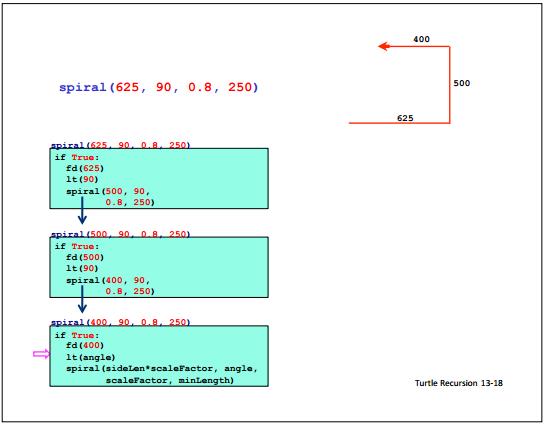 400
spiral(625, 90, 0.8, 250)
500
625
spiral(625, 90, 0.8, 250)
if True:
fd(625)
lt(90)
spiral(500, 90,
0.8, 250)
spiral(500, 90, 0.8, 250)
if True:
fd(500)
lt(90)
spiral(400, 90,
0.8, 250)
spiral(400, 90, 0.8, 250)
if True:
fd(400)
lt(angle)
spiral(sideLen*scaleFactor, angle,
scaleFactor, minLength)
Turtle Recursion 13-18